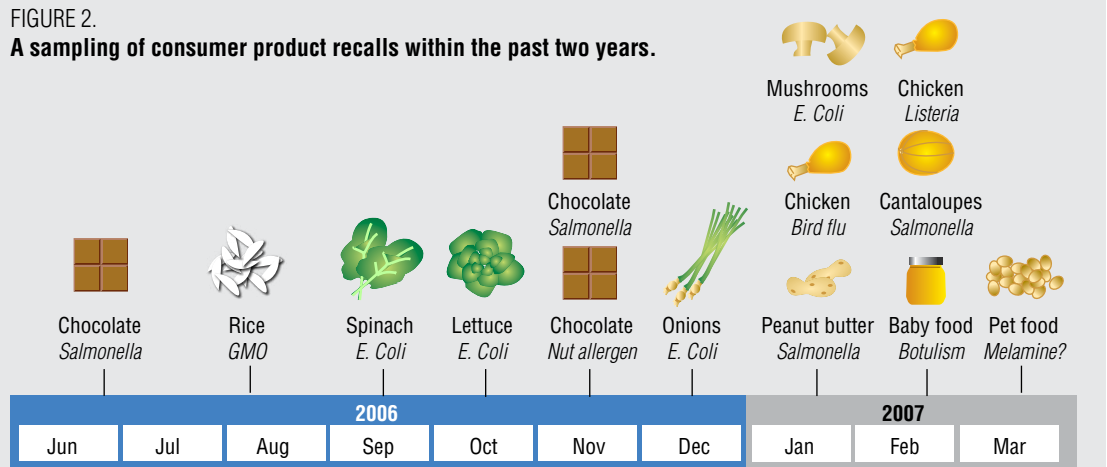 FIGURE 2.
A sampling of consumer product recalls within the past two years.
Mushrooms
E. Coli
Chicken
Listeria
Chocolate
Salmonella
Chicken
Bird flu
Cantaloupes
Salmonella
Chocolate
Salmonella
Rice
GMO
Spinach
E. Coli
Lettuce
E. Coli
Chocolate
Nut allergen
Onions
E. Coli
Peanut butter
Salmonella
Baby food
Botulism
Pet food
Melamine?
2006
2007
Jun
Jul
Aug
Sep
Oct
Nov
Dec
Jan
Feb
Mar